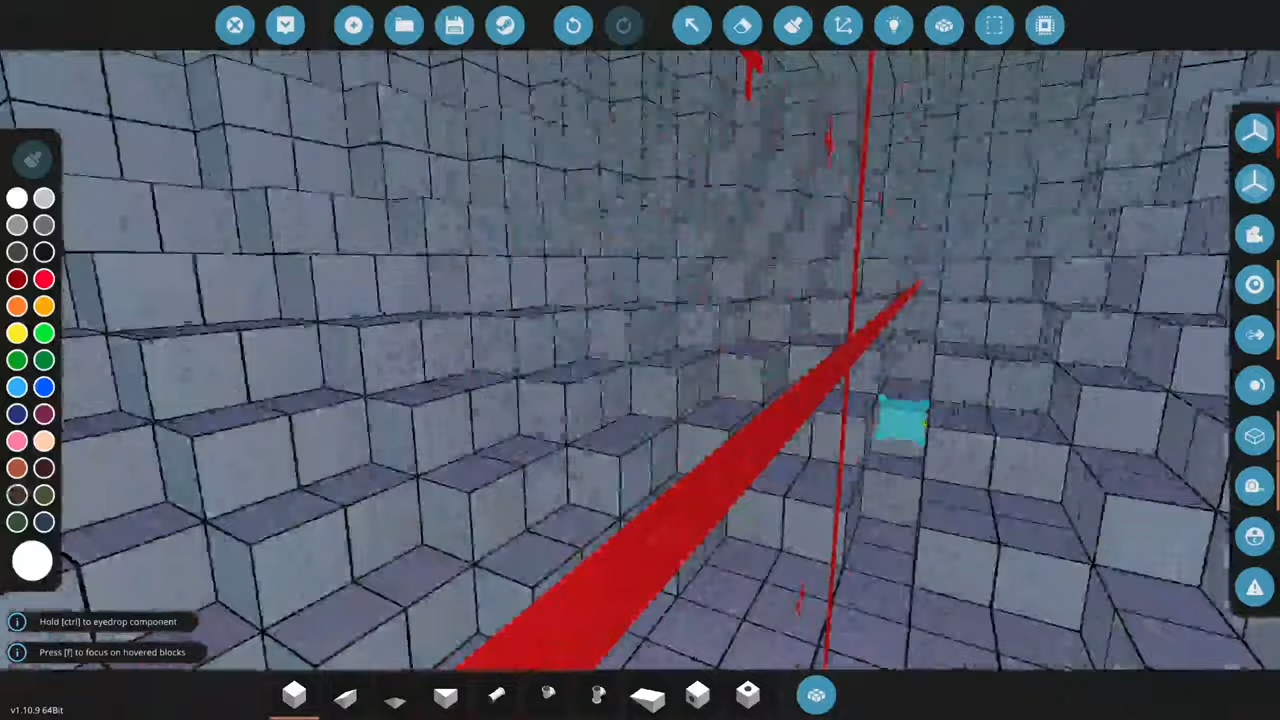 Hold [ctrl] to eyedrop component
Press [f] to focus on hovered blocks
v1.10.9 64Bit